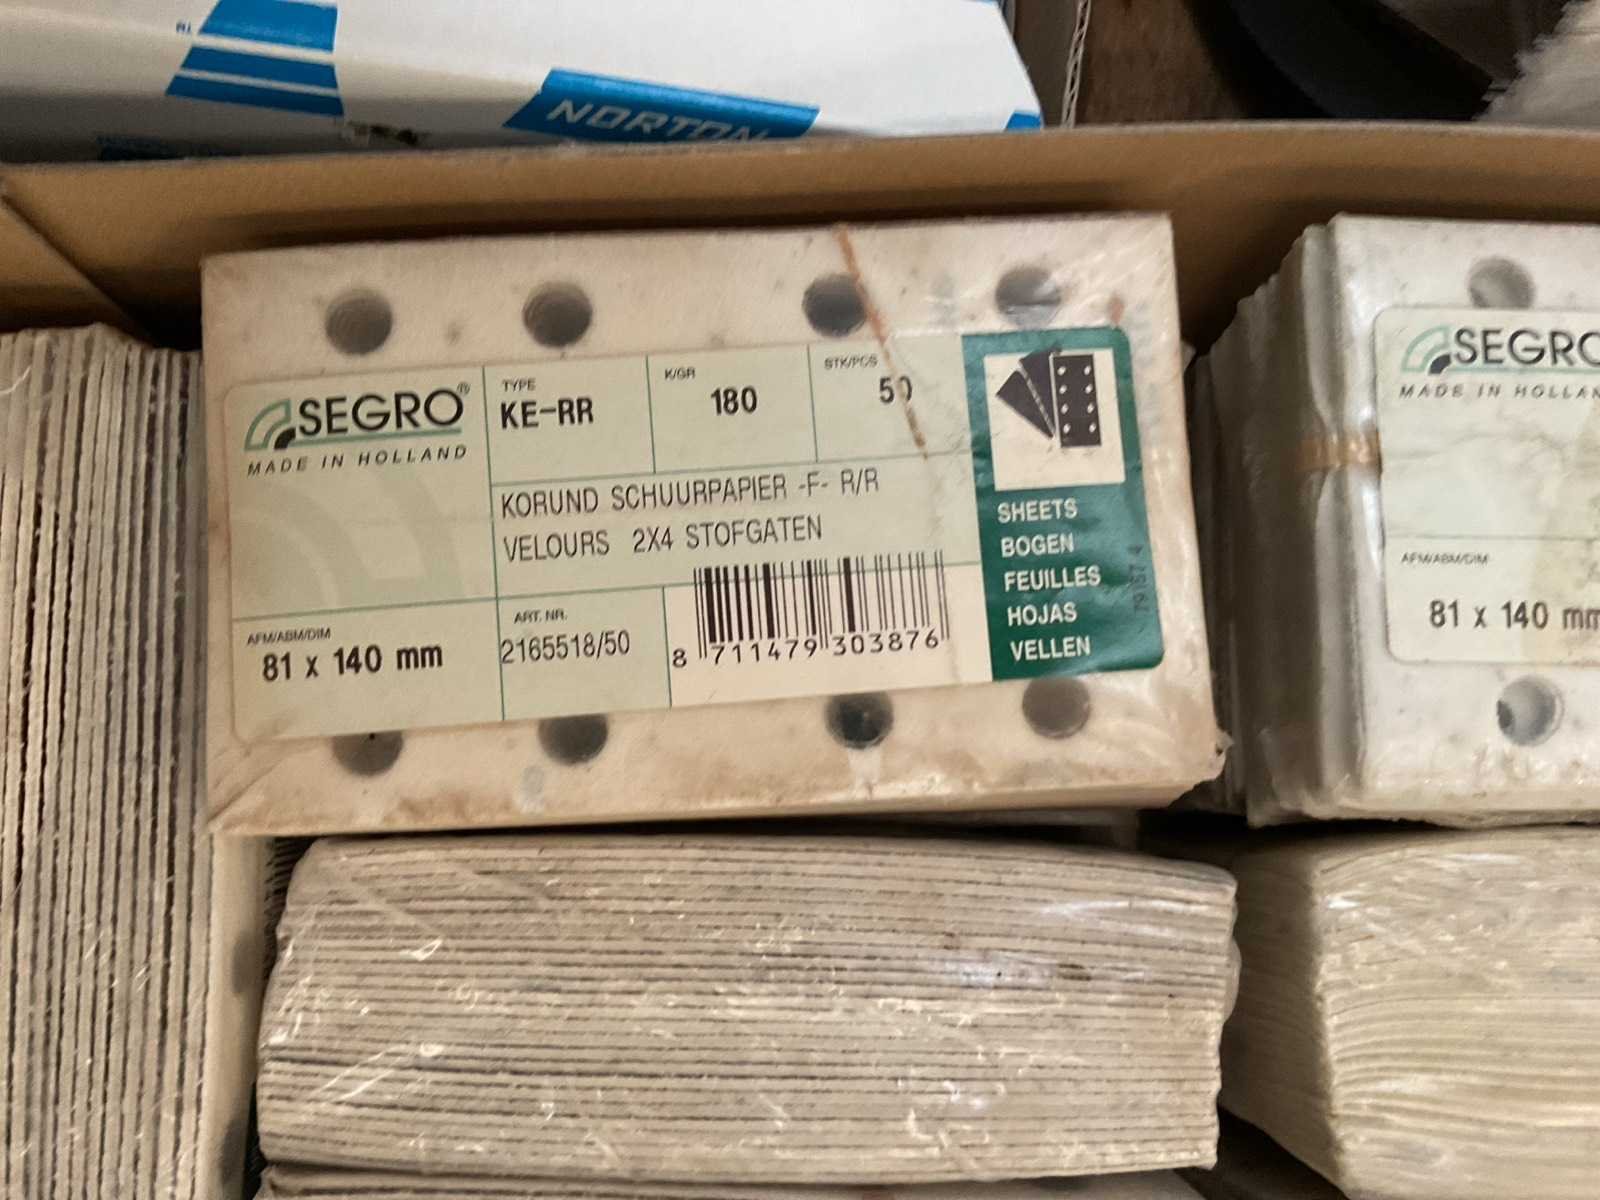 NORTON
SEGRO®
MADE IN HOLLAND
TYPE
KE-RR
K/GR
180
STK/PCS
50
KORUND SCHUURPAPIER -F- R/R
VELOURS 2X4 STOFGATEN
AFM/ABM/DIM
81 x 140 mm
ART. NR.
2165518/50
8 711479 303876
SHEETS
BOGEN
FEUILLES
HOJAS
VELLEN
SEGRO
MADE IN HOLLAN
AFM/ABM/DIM
81 x 140 mm